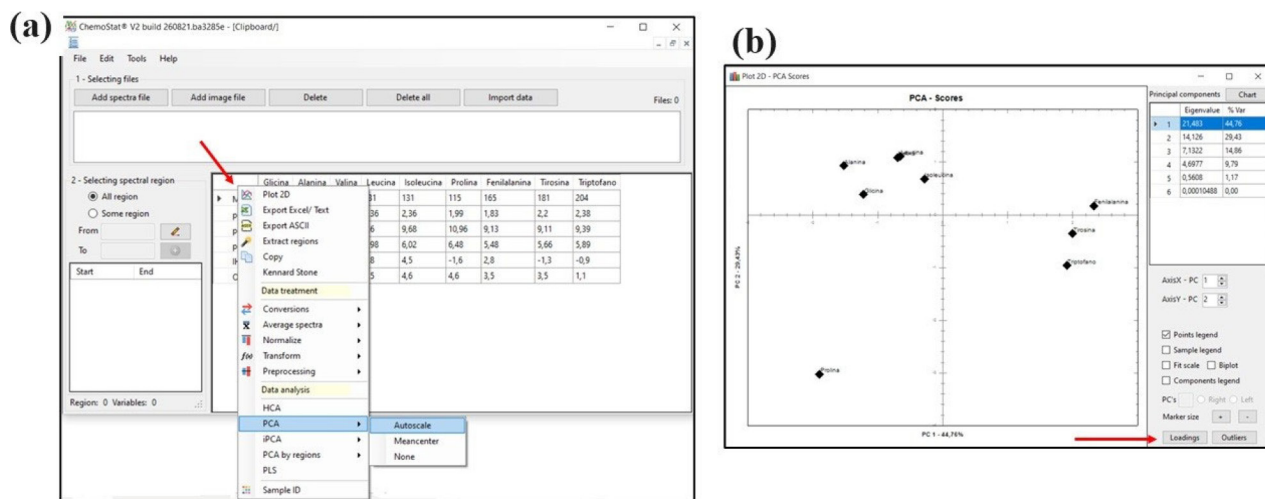 (a)
ChemoStat® V2 build 260821.ba3285e - [Clipboard/]
File Edit Tools Help
1 - Selecting files
Add spectra file Add image file Delete Delete all Import data Files: 0
2 - Selecting spectral region
All region
Some region
From
To
Start End
Region: 0 Variables: 0
Glicina Alanina Valina Leucina Isoleucina Prolina Fenilalanina Tirosina Triptofano
M 31 131 115 165 181 204
P 36 2,36 1,99 1,83 2,2 2,38
P 6 9,68 10,96 9,13 9,11 9,39
P 98 6,02 6,48 5,48 5,66 5,89
8 4,5 -1,6 2,8 -1,3 -0,9
5 4,6 4,6 3,5 3,5 1,1
Plot 2D
Export Excel/ Text
Export ASCII
Extract regions
Copy
Kennard Stone
Data treatment
Conversions
Average spectra
Normalize
Transform
Preprocessing
Data analysis
HCA
PCA
iPCA
PCA by regions
PLS
Sample ID
Autoscale
Meancenter
None
(b)
Plot 2D - PCA Scores
PCA - Scores
Alanina
Glicina
Isoleutina
Fenilalanina
Tirosina
Triptofano
Prolina
PC 2 - 29,43%
PC 1 - 44,76%
Principal components Chart
Eigenvalue % Var
1 21,483 44,76
2 14,126 29,43
3 7,1322 14,86
4 4,6977 9,79
5 0,5608 1,17
6 0,00010488 0,00
AxisX - PC 1
AxisY - PC 2
Points legend
Sample legend
Fit scale Biplot
Components legend
PC's Right Left
Marker size + -
Loadings Outliers